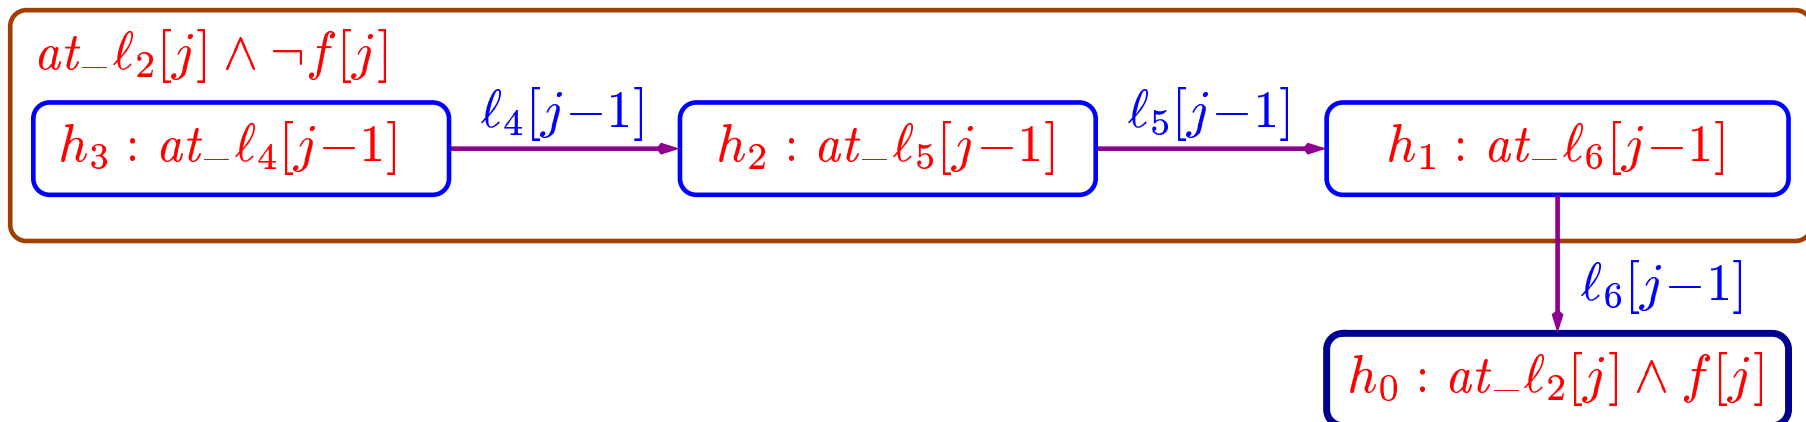 at_ℓ₂[j] ∧ ¬f[j]
ℓ₄[j−1] ℓ₅[j−1]
h₃ : at_ℓ₄[j−1] h₂ : at_ℓ₅[j−1] h₁ : at_ℓ₆[j−1]
ℓ₆[j−1]
h₀ : at_ℓ₂[j] ∧ f[j]